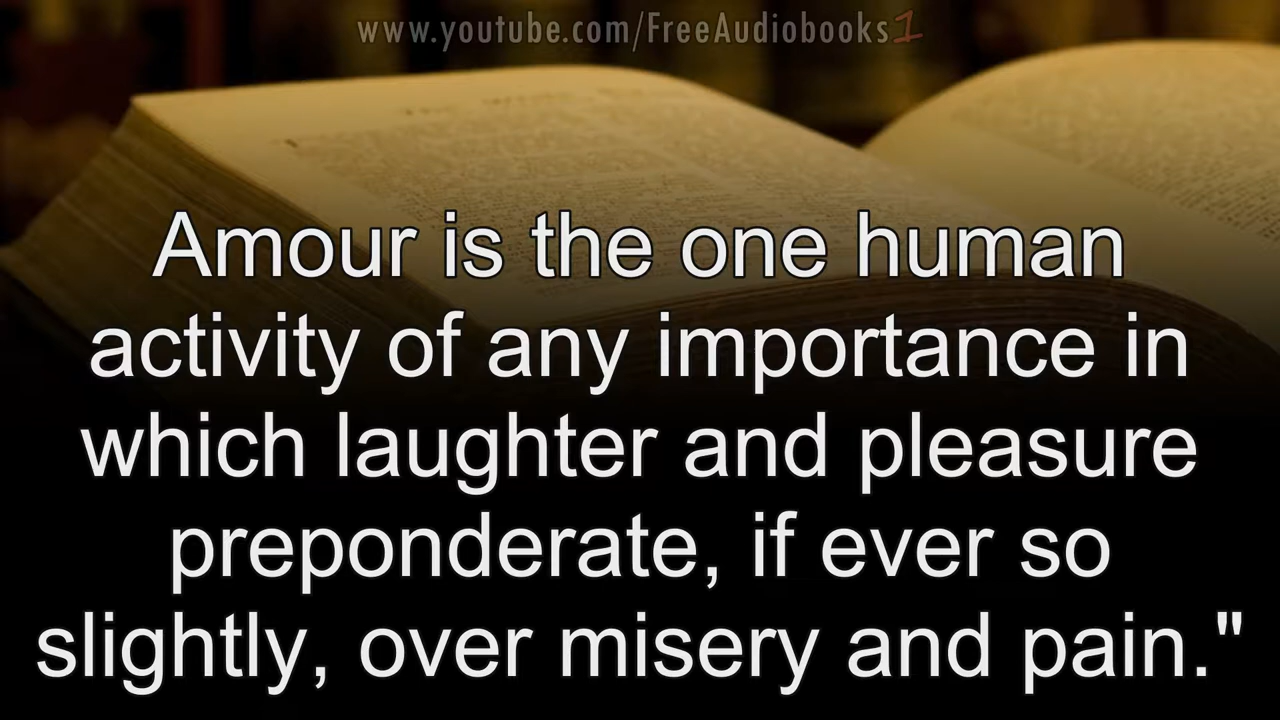 www.youtube.com/FreeAudiobooks1
Amour is the one human
activity of any importance in
which laughter and pleasure
preponderate, if ever so
slightly, over misery and pain."